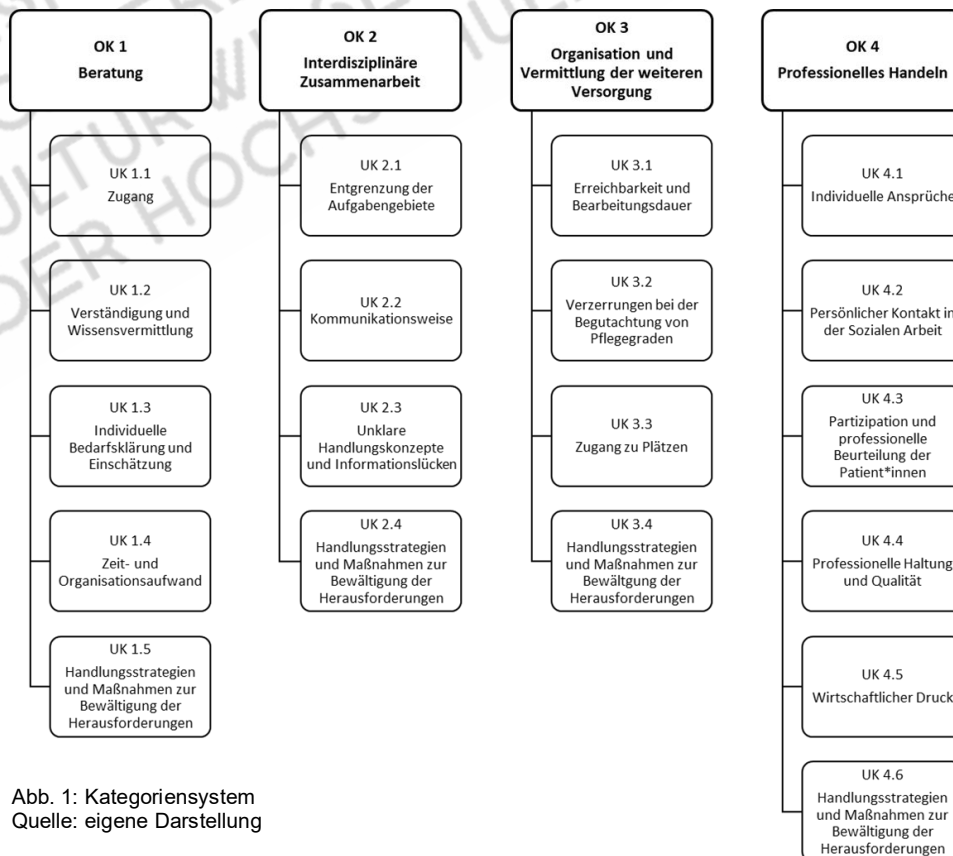 OK 1
Beratung
UK 1.1
Zugang
UK 1.2
Verständigung und
Wissensvermittlung
UK 1.3
Individuelle
Bedarfsklärung und
Einschätzung
UK 1.4
Zeit- und
Organisationsaufwand
UK 1.5
Handlungsstrategien
und Maßnahmen zur
Bewältigung der
Herausforderungen
OK 2
Interdisziplinäre
Zusammenarbeit
UK 2.1
Entgrenzung der
Aufgabengebiete
UK 2.2
Kommunikationsweise
UK 2.3
Unklare
Handlungskonzepte
und Informationslücken
UK 2.4
Handlungsstrategien
und Maßnahmen zur
Bewältigung der
Herausforderungen
OK 3
Organisation und
Vermittlung der weiteren
Versorgung
UK 3.1
Erreichbarkeit und
Bearbeitungsdauer
UK 3.2
Verzerrungen bei der
Begutachtung von
Pflegegraden
UK 3.3
Zugang zu Plätzen
UK 3.4
Handlungsstrategien
und Maßnahmen zur
Bewältgung der
Herausforderungen
OK 4
Professionelles Handeln
UK 4.1
Individuelle Ansprüche
UK 4.2
Persönlicher Kontakt in
der Sozialen Arbeit
UK 4.3
Partizipation und
professionelle
Beurteilung der
Patient*innen
UK 4.4
Professionelle Haltung
und Qualität
UK 4.5
Wirtschaftlicher Druck
UK 4.6
Handlungsstrategien
und Maßnahmen zur
Bewältigung der
Herausforderungen
Abb. 1: Kategoriensystem
Quelle: eigene Darstellung
DER HOCH